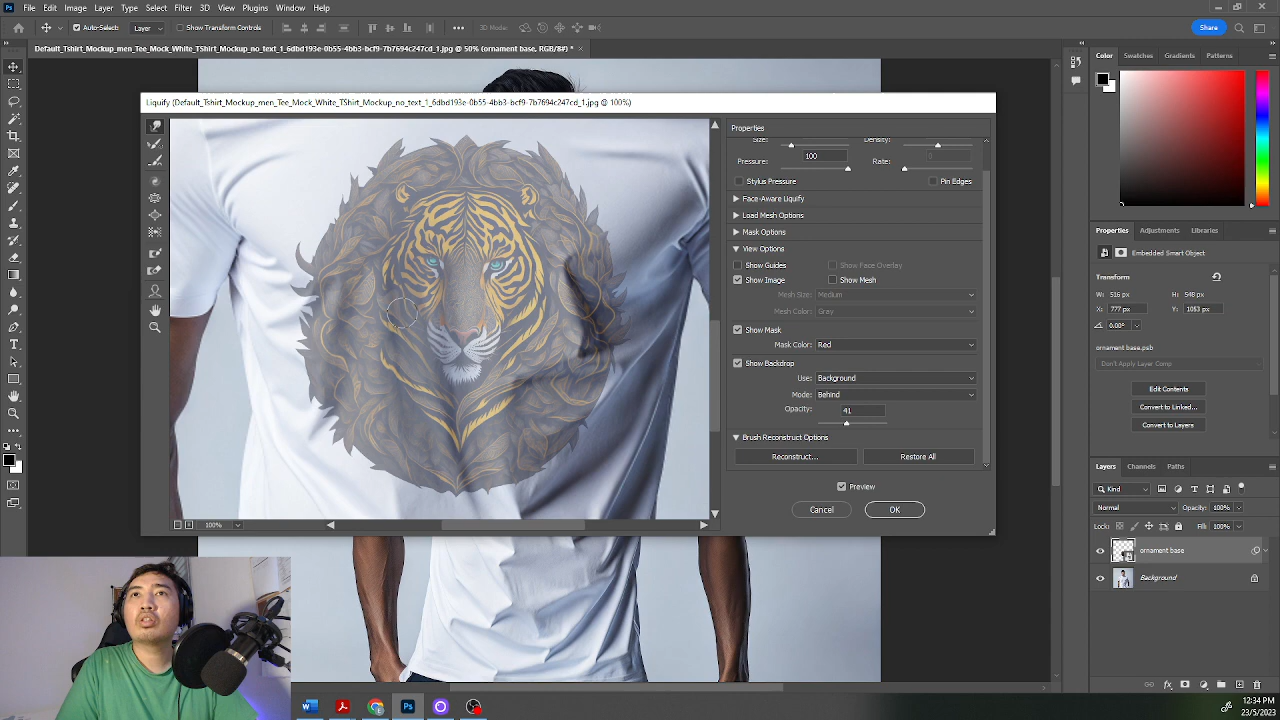 Ps File Edit Image Layer Type Select Filter 3D View Plugins Window Help
Auto-Select: Layer Show Transform Controls ••• 3D Mode: Share
Default_Tshirt_Mockup_men_Tee_Mock_White_TShirt_Mockup_no_text_1_6dbd193e-0b55-4bb3-bcf9-7b7694c247cd_1.jpg @ 50% (ornament base, RGB/8#) *
Color Swatches Gradients Patterns
Liquify (Default_Tshirt_Mockup_men_Tee_Mock_White_TShirt_Mockup_no_text_1_6dbd193e-0b55-4bb3-bcf9-7b7694c247cd_1.jpg @ 100%)
Properties
Size: Density:
Pressure: 100 Rate: 0
Stylus Pressure Pin Edges
Face-Aware Liquify
Load Mesh Options
Mask Options
View Options
Show Guides Show Face Overlay
Show Image Show Mesh
Mesh Size: Medium
Mesh Color: Gray
Show Mask
Mask Color: Red
Show Backdrop
Use: Background
Mode: Behind
Opacity: 41
Brush Reconstruct Options
Reconstruct... Restore All
Preview
Cancel OK
100%
Properties Adjustments Libraries
Embedded Smart Object
Transform
W: 516 px H: 548 px
X: 777 px Y: 1053 px
0.00°
ornament base.psb
Don't Apply Layer Comp
Edit Contents
Convert to Linked...
Convert to Layers
Layers Channels Paths
Kind
Normal Opacity: 100%
Lock: Fill: 100%
ornament base
Background
fx
12:34 PM
23/5/2023